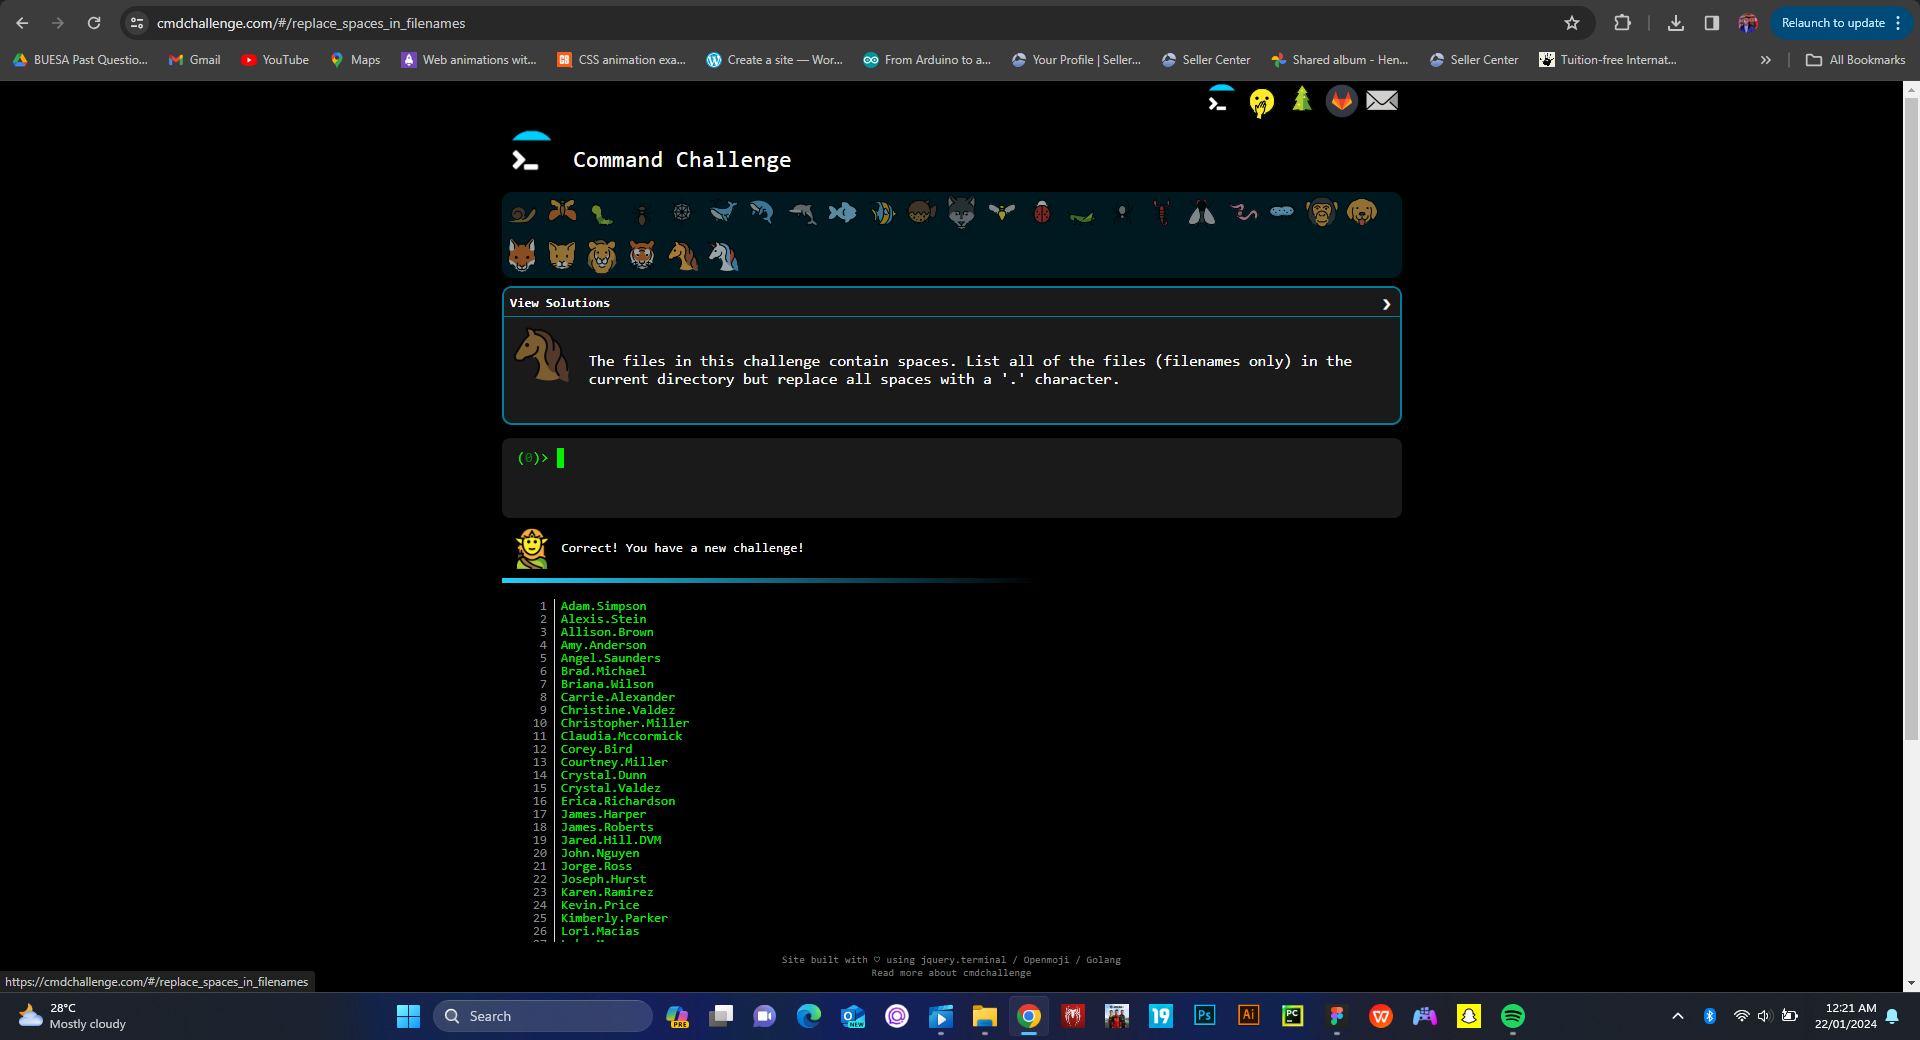 cmdchallenge.com/#/replace_spaces_in_filenames
Relaunch to update
BUESA Past Questio...
Gmail
YouTube
Maps
Web animations wit...
CSS animation exa...
Create a site — Wor...
From Arduino to a...
Your Profile | Seller...
Seller Center
Shared album - Hen...
Seller Center
Tuition-free Internat...
All Bookmarks
Command Challenge
View Solutions
The files in this challenge contain spaces. List all of the files (filenames only) in the
current directory but replace all spaces with a '.' character.
(0)>
Correct! You have a new challenge!
1 Adam.Simpson
2 Alexis.Stein
3 Allison.Brown
4 Amy.Anderson
5 Angel.Saunders
6 Brad.Michael
7 Briana.Wilson
8 Carrie.Alexander
9 Christine.Valdez
10 Christopher.Miller
11 Claudia.Mccormick
12 Corey.Bird
13 Courtney.Miller
14 Crystal.Dunn
15 Crystal.Valdez
16 Erica.Richardson
17 James.Harper
18 James.Roberts
19 Jared.Hill.DVM
20 John.Nguyen
21 Jorge.Ross
22 Joseph.Hurst
23 Karen.Ramirez
24 Kevin.Price
25 Kimberly.Parker
26 Lori.Macias
Site built with ♡ using jquery.terminal / Openmoji / Golang
Read more about cmdchallenge
https://cmdchallenge.com/#/replace_spaces_in_filenames
28°C
Mostly cloudy
Search
PRE
NEW
19
Ps
Ai
PC
12:21 AM
22/01/2024